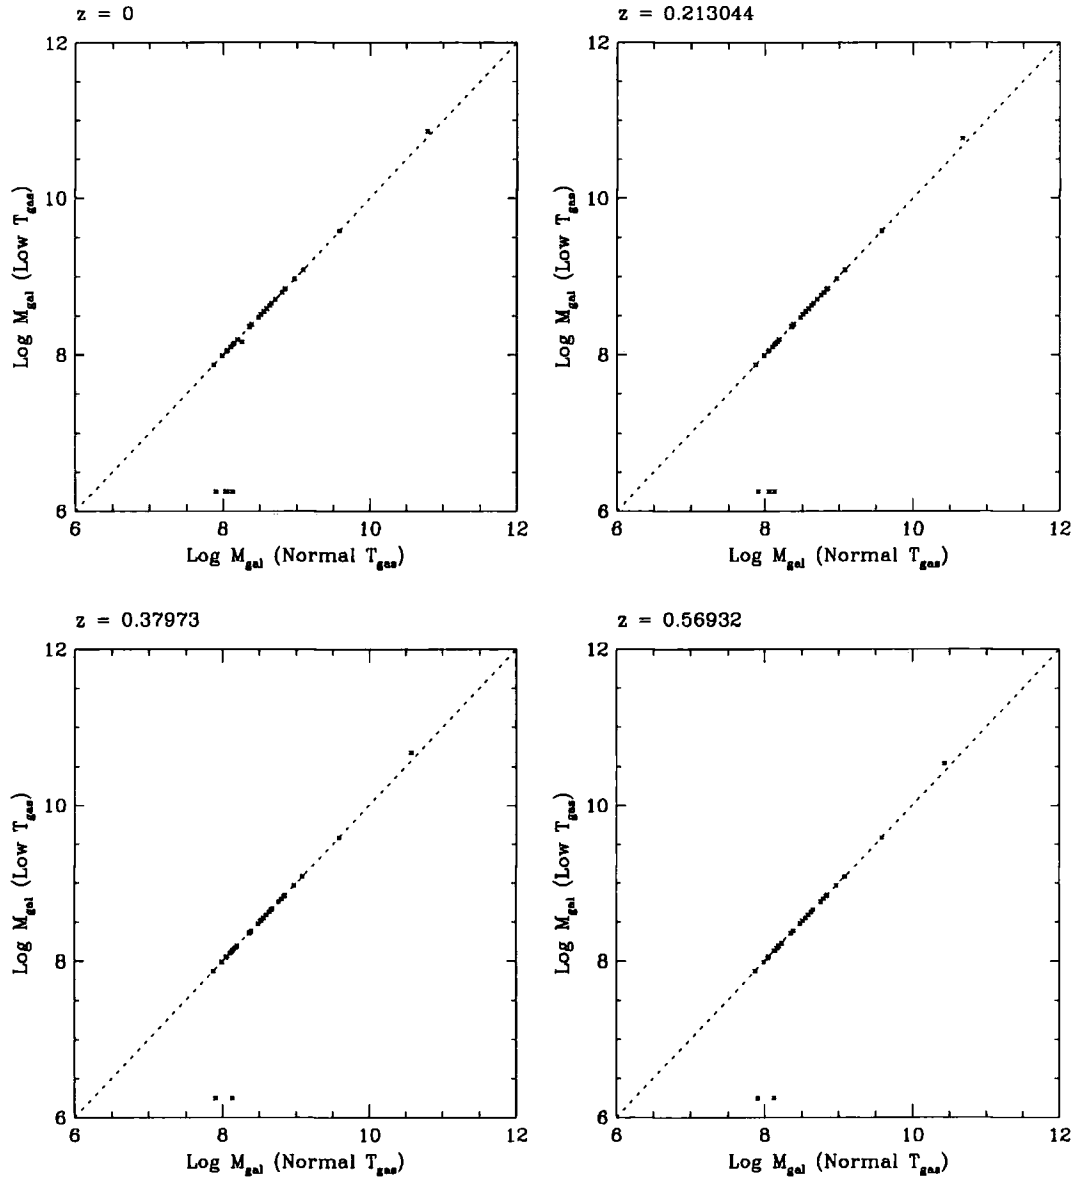 z = 0
z = 0.213044
12
10
8
6
Log M_gal (Low T_gas)
6 8 10 12
Log M_gal (Normal T_gas)
12
10
8
6
Log M_gal (Low T_gas)
6 8 10 12
Log M_gal (Normal T_gas)
z = 0.37973
z = 0.56932
12
10
8
6
Log M_gal (Low T_gas)
6 8 10 12
Log M_gal (Normal T_gas)
12
10
8
6
Log M_gal (Low T_gas)
6 8 10 12
Log M_gal (Normal T_gas)